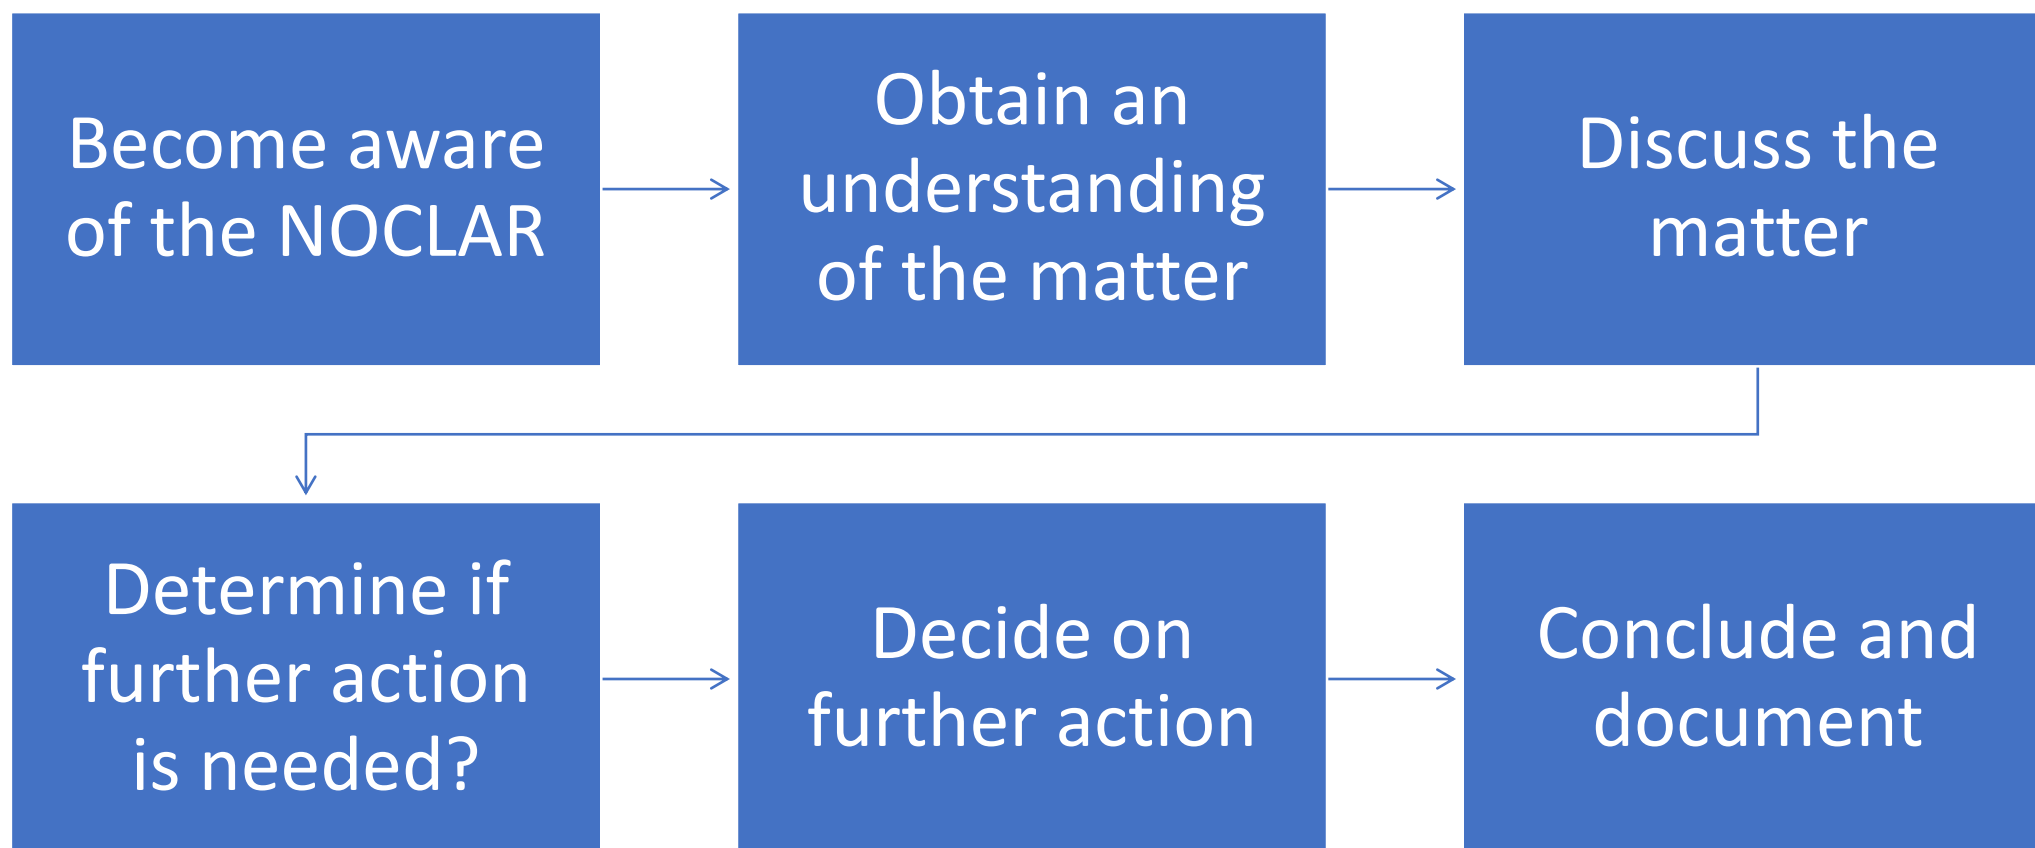 Become aware
of the NOCLAR
Obtain an
understanding
of the matter
Discuss the
matter
Determine if
further action
is needed?
Decide on
further action
Conclude and
document